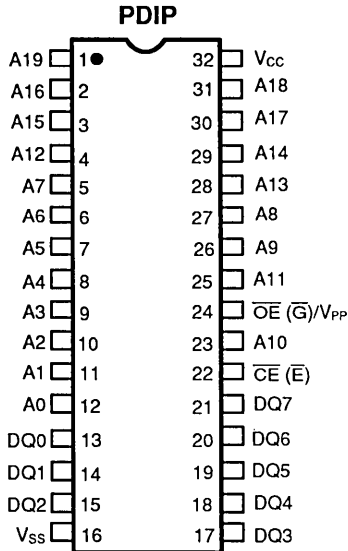 PDIP
A19 1 32 VCC
A16 2 31 A18
A15 3 30 A17
A12 4 29 A14
A7 5 28 A13
A6 6 27 A8
A5 7 26 A9
A4 8 25 A11
A3 9 24 O̅E̅ (G̅)/VPP
A2 10 23 A10
A1 11 22 C̅E̅ (E̅)
A0 12 21 DQ7
DQ0 13 20 DQ6
DQ1 14 19 DQ5
DQ2 15 18 DQ4
VSS 16 17 DQ3